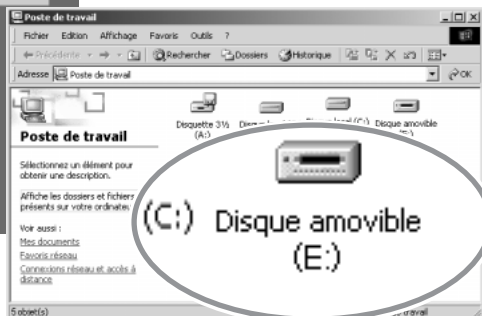 Poste de travail
Fichier Edition Affichage Favoris Outils ?
Précédente Rechercher Dossiers Historique
Adresse Poste de travail OK
Poste de travail
Sélectionnez un élément pour
obtenir une description.
Affiche les dossiers et fichiers
présents sur votre ordinateur
Voir aussi :
Mes documents
Favoris réseau
Connexions réseau et accès à
distance
Disquette 3½
(A:)
(C:)
Disque amovible
(C:) Disque amovible
(E:)
5 objet(s)
travail